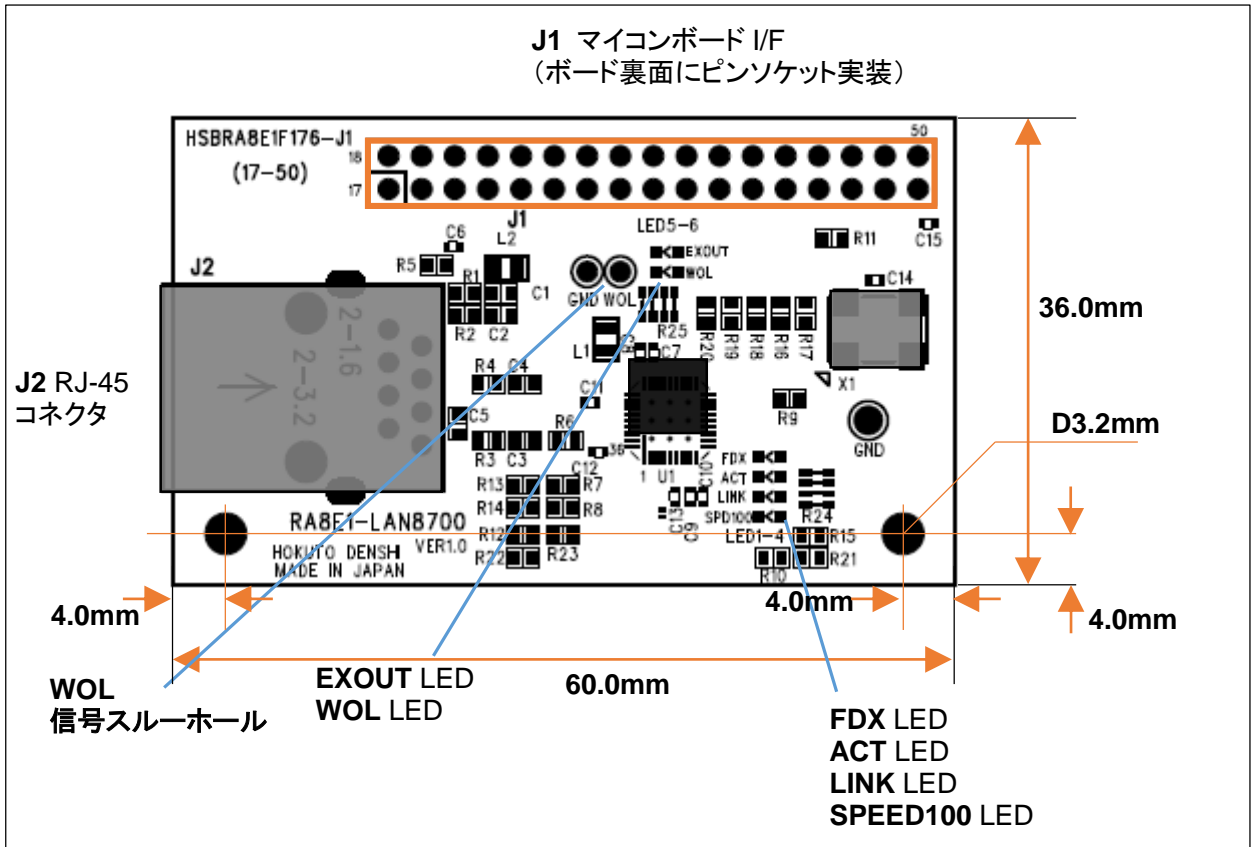 J1 マイコンボード I/F
（ボード裏面にピンソケット実装）
HSBRA8E1F176-J1
(17-50)
18
17
50
J1
LED5-6
EXOUT
WOL
C6
L2
R5
R11
C15
J2
C14
R1
C1
GND WOL
R2 C2
R25
R20
R19
R18
R16
R17
L1
C7
36.0mm
2-1.6
2-3.2
J2 RJ-45
コネクタ
R4 C4
C11
X1
R9
C5
R6
R3 C3
C12
36
1 U1
C10
GND
D3.2mm
FDX
ACT
LINK
SPD100
R13
R7
R14
R8
C13
C9
R24
RA8E1-LAN8700
VER1.0
R12
R23
LED1-4
R15
R22
R21
R10
HOKUTO DENSHI
MADE IN JAPAN
4.0mm
4.0mm
4.0mm
60.0mm
WOL
信号スルーホール
EXOUT LED
WOL LED
FDX LED
ACT LED
LINK LED
SPEED100 LED